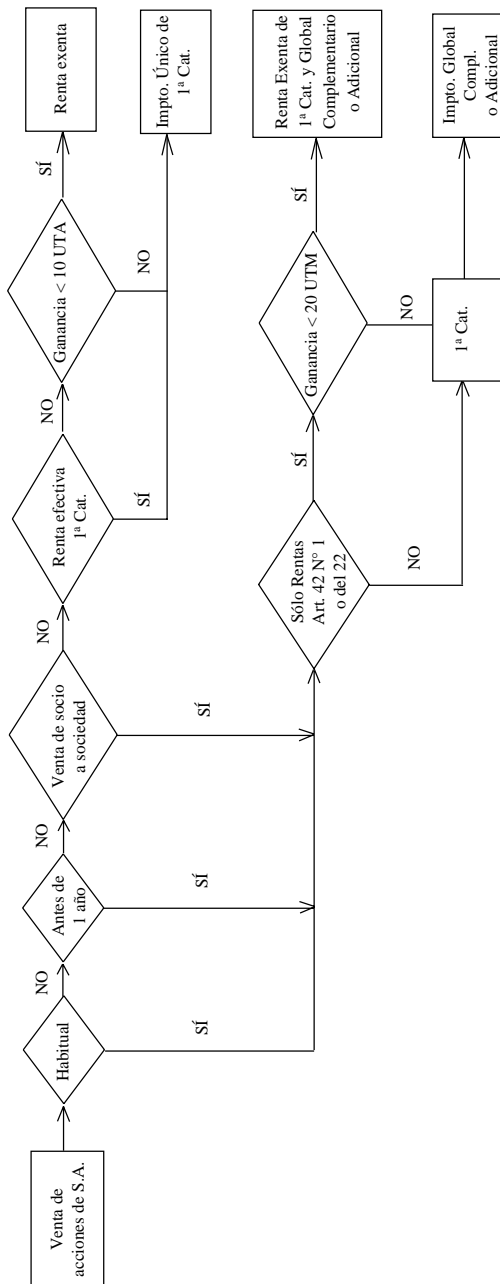 Venta de
acciones de S.A.
Habitual
NO
SÍ
Antes de
1 año
NO
SÍ
Venta de socio
a sociedad
NO
SÍ
Renta efectiva
1ª Cat.
NO
SÍ
Ganancia < 10 UTA
SÍ
NO
Renta exenta
Impto. Único de
1ª Cat.
Sólo Rentas
Art. 42 N° 1
o del 22
SÍ
NO
Ganancia < 20 UTM
SÍ
NO
Renta Exenta de
1ª Cat. y Global
Complementario
o Adicional
1ª Cat.
Impto. Global
Compl.
o Adicional